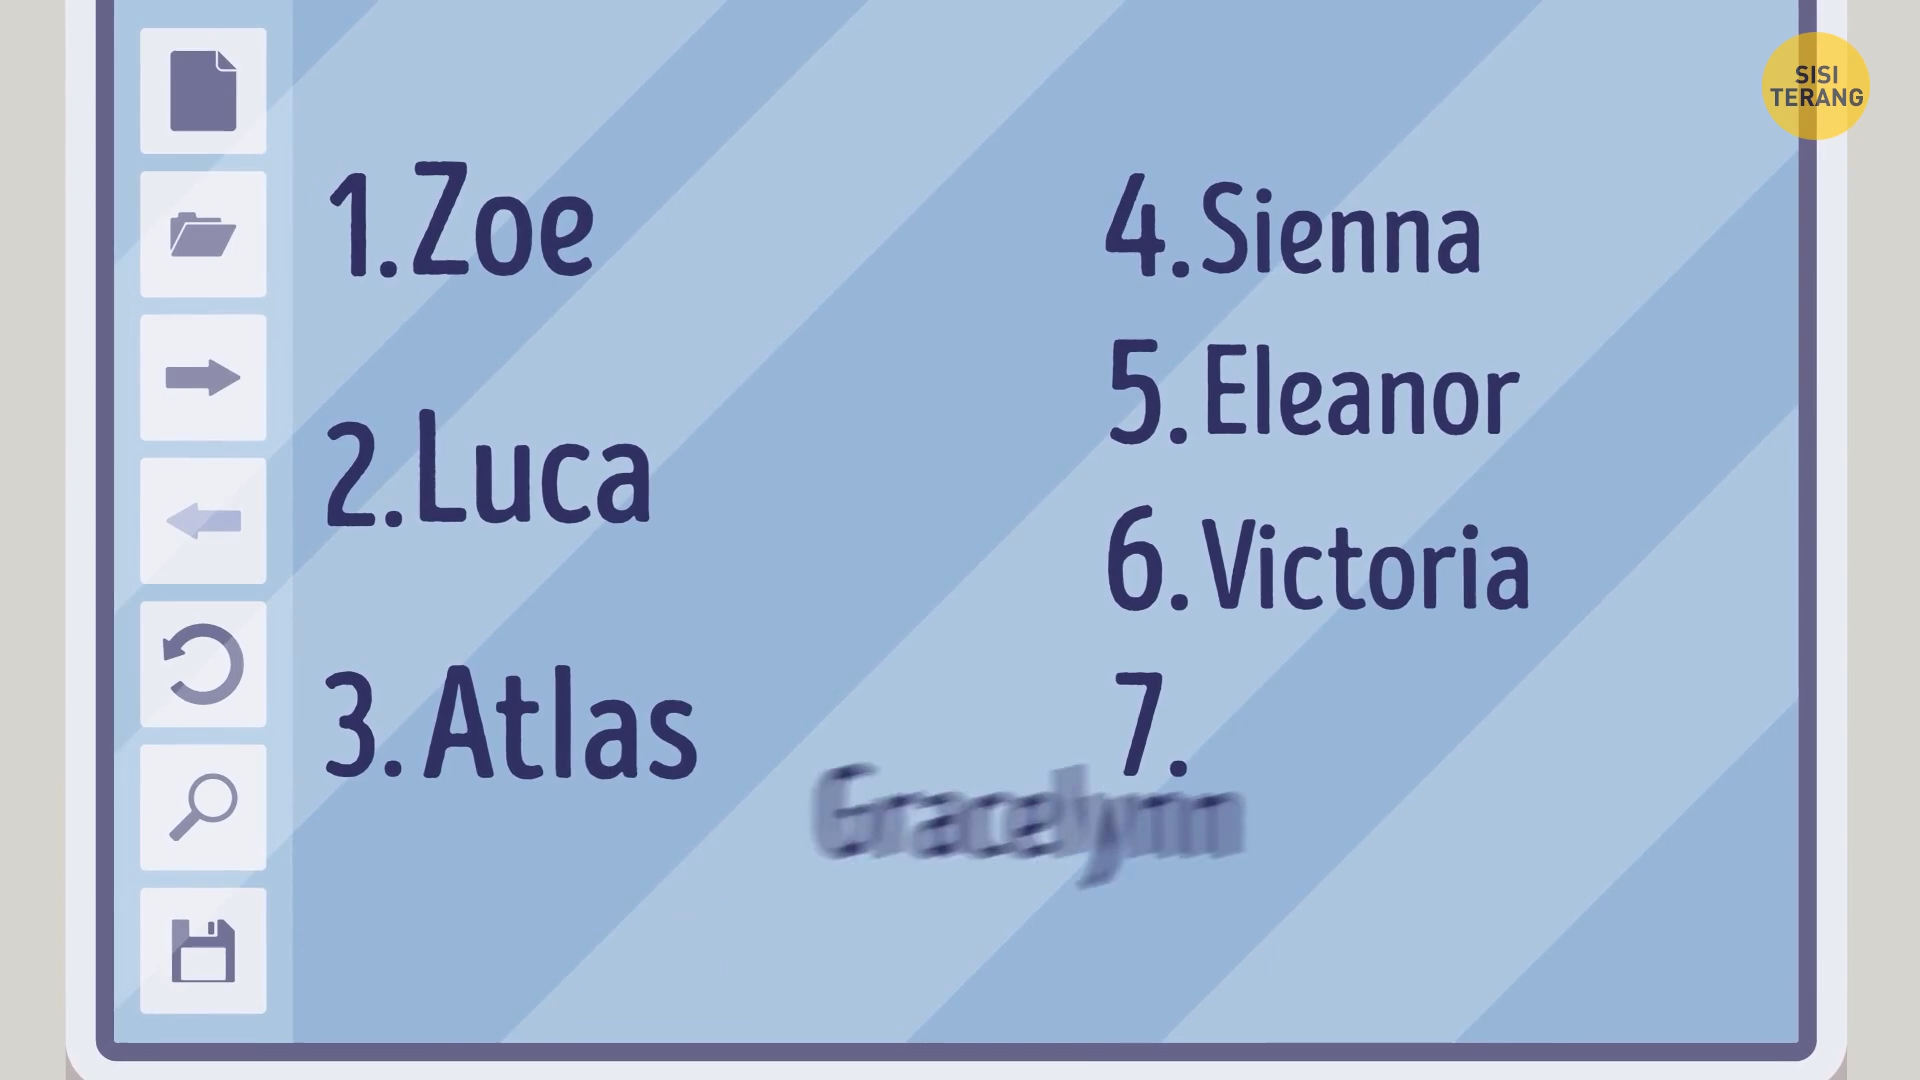 SISI
TERANG
1. Zoe
2. Luca
3. Atlas
4. Sienna
5. Eleanor
6. Victoria
7.
Gracelynn